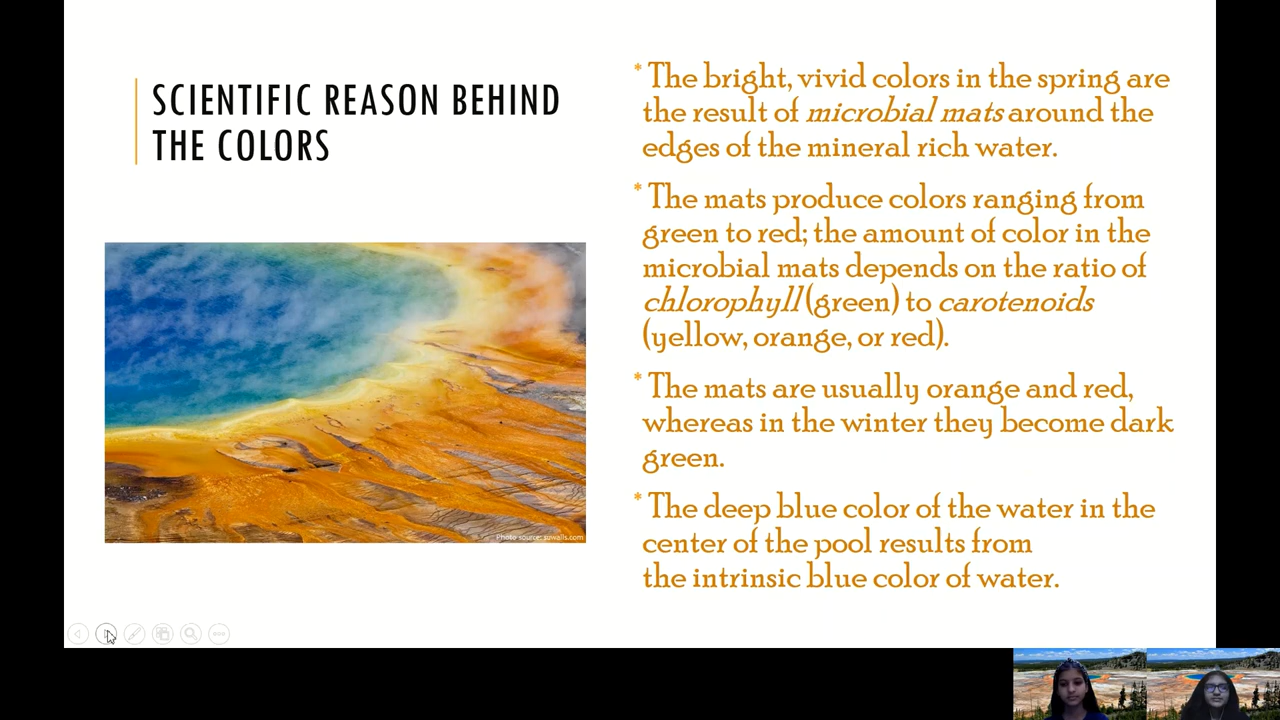 SCIENTIFIC REASON BEHIND
THE COLORS
* The bright, vivid colors in the spring are
the result of microbial mats around the
edges of the mineral rich water.
* The mats produce colors ranging from
green to red; the amount of color in the
microbial mats depends on the ratio of
chlorophyll (green) to carotenoids
(yellow, orange, or red).
* The mats are usually orange and red,
whereas in the winter they become dark
green.
* The deep blue color of the water in the
center of the pool results from
the intrinsic blue color of water.
Photo source: suwalls.com